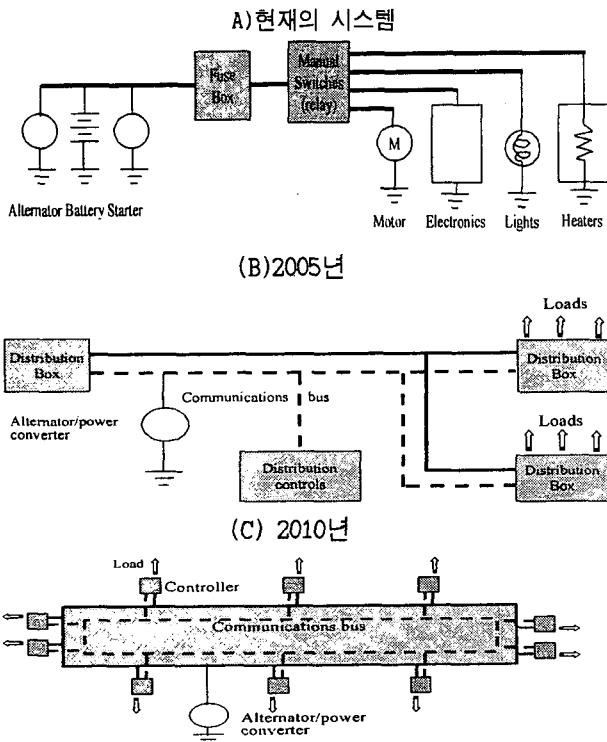 A)현재의 시스템
Fuse
Box
Manual
Switches
(relay)
M
Alternator Battery Starter
Motor Electronics Lights Heaters
(B)2005년
Loads
Distribution
Box
Distribution
Box
Communications bus
Alternator/power
converter
Loads
Distribution
controls
Distribution
Box
(C) 2010년
Load
Controller
Communications bus
Alternator/power
converter